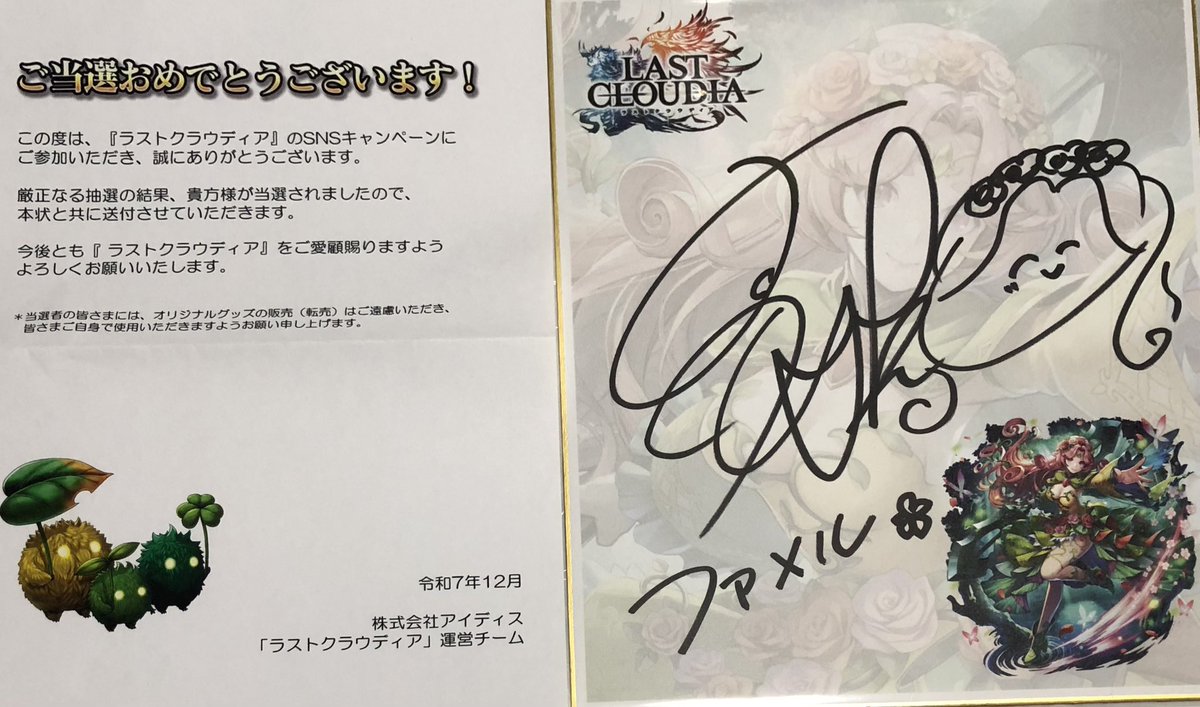 ご当選おめでとうございます！
この度は、『ラストクラウディア』のSNSキャンペーンに
ご参加いただき、誠にありがとうございます。
厳正なる抽選の結果、貴方様が当選されましたので、
本状と共に送付させていただきます。
今後とも『 ラストクラウディア』をご愛顧賜りますよう
よろしくお願いいたします。
*当選者の皆さまには、オリジナルグッズの販売（転売）はご遠慮いただき、
皆さまご自身で使用いただきますようお願い申し上げます。
令和7年12月
株式会社アイディス
「ラストクラウディア」運営チーム
LAST
CLOUDIA
ラストクラウディア
ファメル